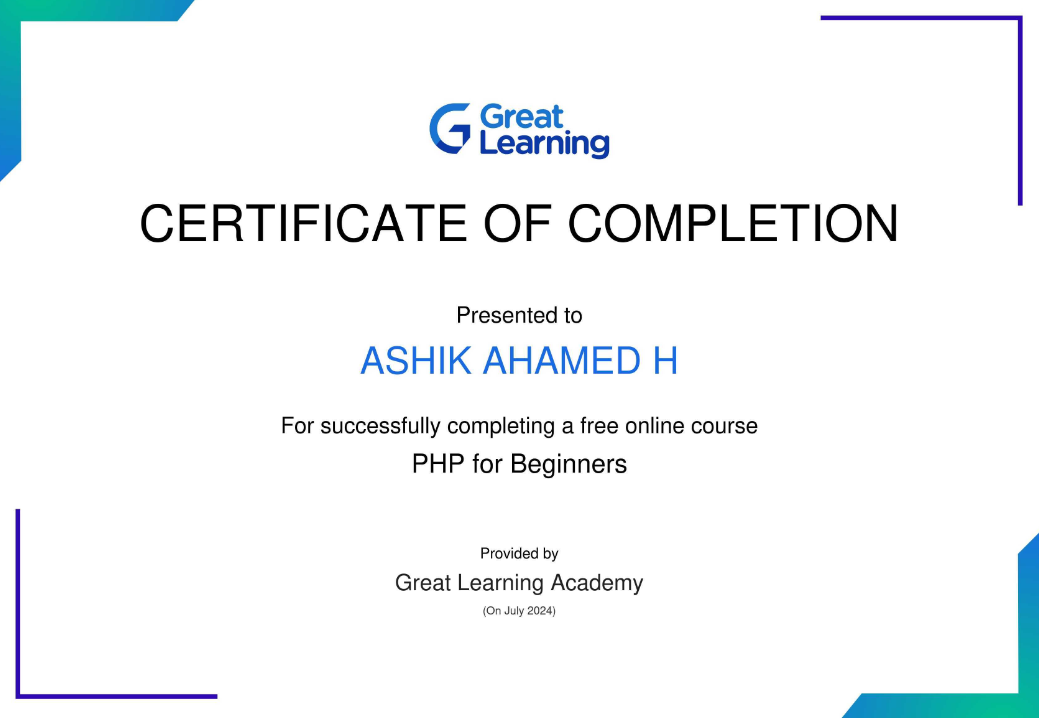 Great
Learning
CERTIFICATE OF COMPLETION
Presented to
ASHIK AHAMED H
For successfully completing a free online course
PHP for Beginners
Provided by
Great Learning Academy
(On July 2024)